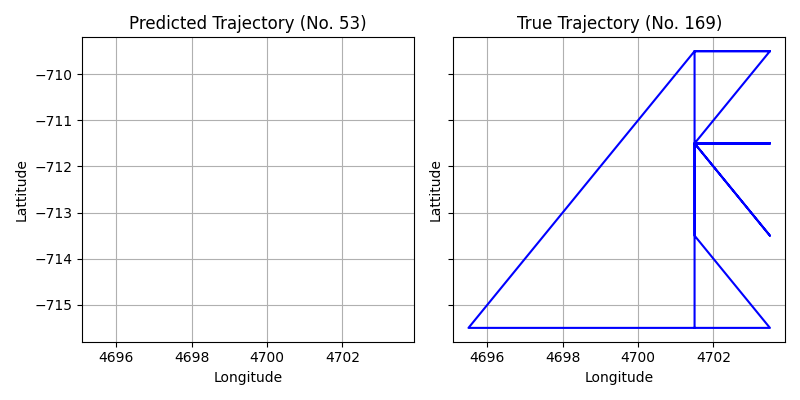 Predicted Trajectory (No. 53)
True Trajectory (No. 169)
−710
−711
−712
−713
−714
−715
Lattitude
Lattitude
4696 4698 4700 4702
4696 4698 4700 4702
Longitude
Longitude